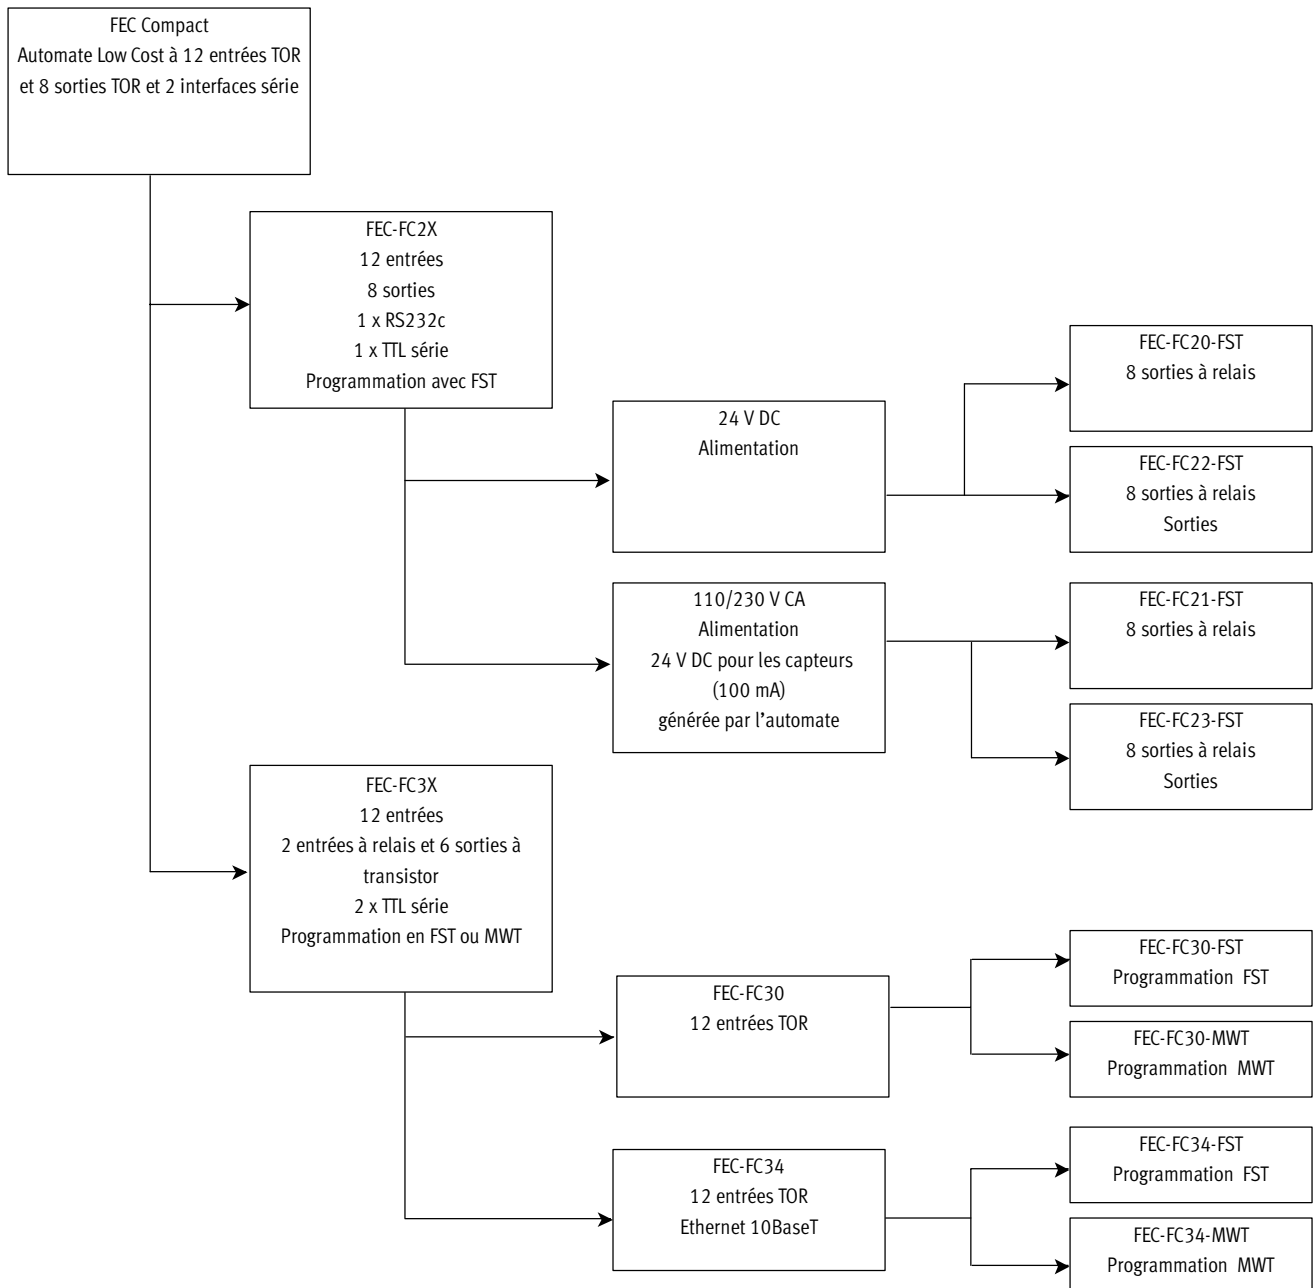 FEC Compact
Automate Low Cost à 12 entrées TOR
et 8 sorties TOR et 2 interfaces série
FEC-FC2X
12 entrées
8 sorties
1 x RS232c
1 x TTL série
Programmation avec FST
24 V DC
Alimentation
FEC-FC20-FST
8 sorties à relais
FEC-FC22-FST
8 sorties à relais
Sorties
110/230 V CA
Alimentation
24 V DC pour les capteurs
(100 mA)
générée par l’automate
FEC-FC21-FST
8 sorties à relais
FEC-FC23-FST
8 sorties à relais
Sorties
FEC-FC3X
12 entrées
2 entrées à relais et 6 sorties à
transistor
2 x TTL série
Programmation en FST ou MWT
FEC-FC30
12 entrées TOR
FEC-FC30-FST
Programmation FST
FEC-FC30-MWT
Programmation MWT
FEC-FC34
12 entrées TOR
Ethernet 10BaseT
FEC-FC34-FST
Programmation FST
FEC-FC34-MWT
Programmation MWT